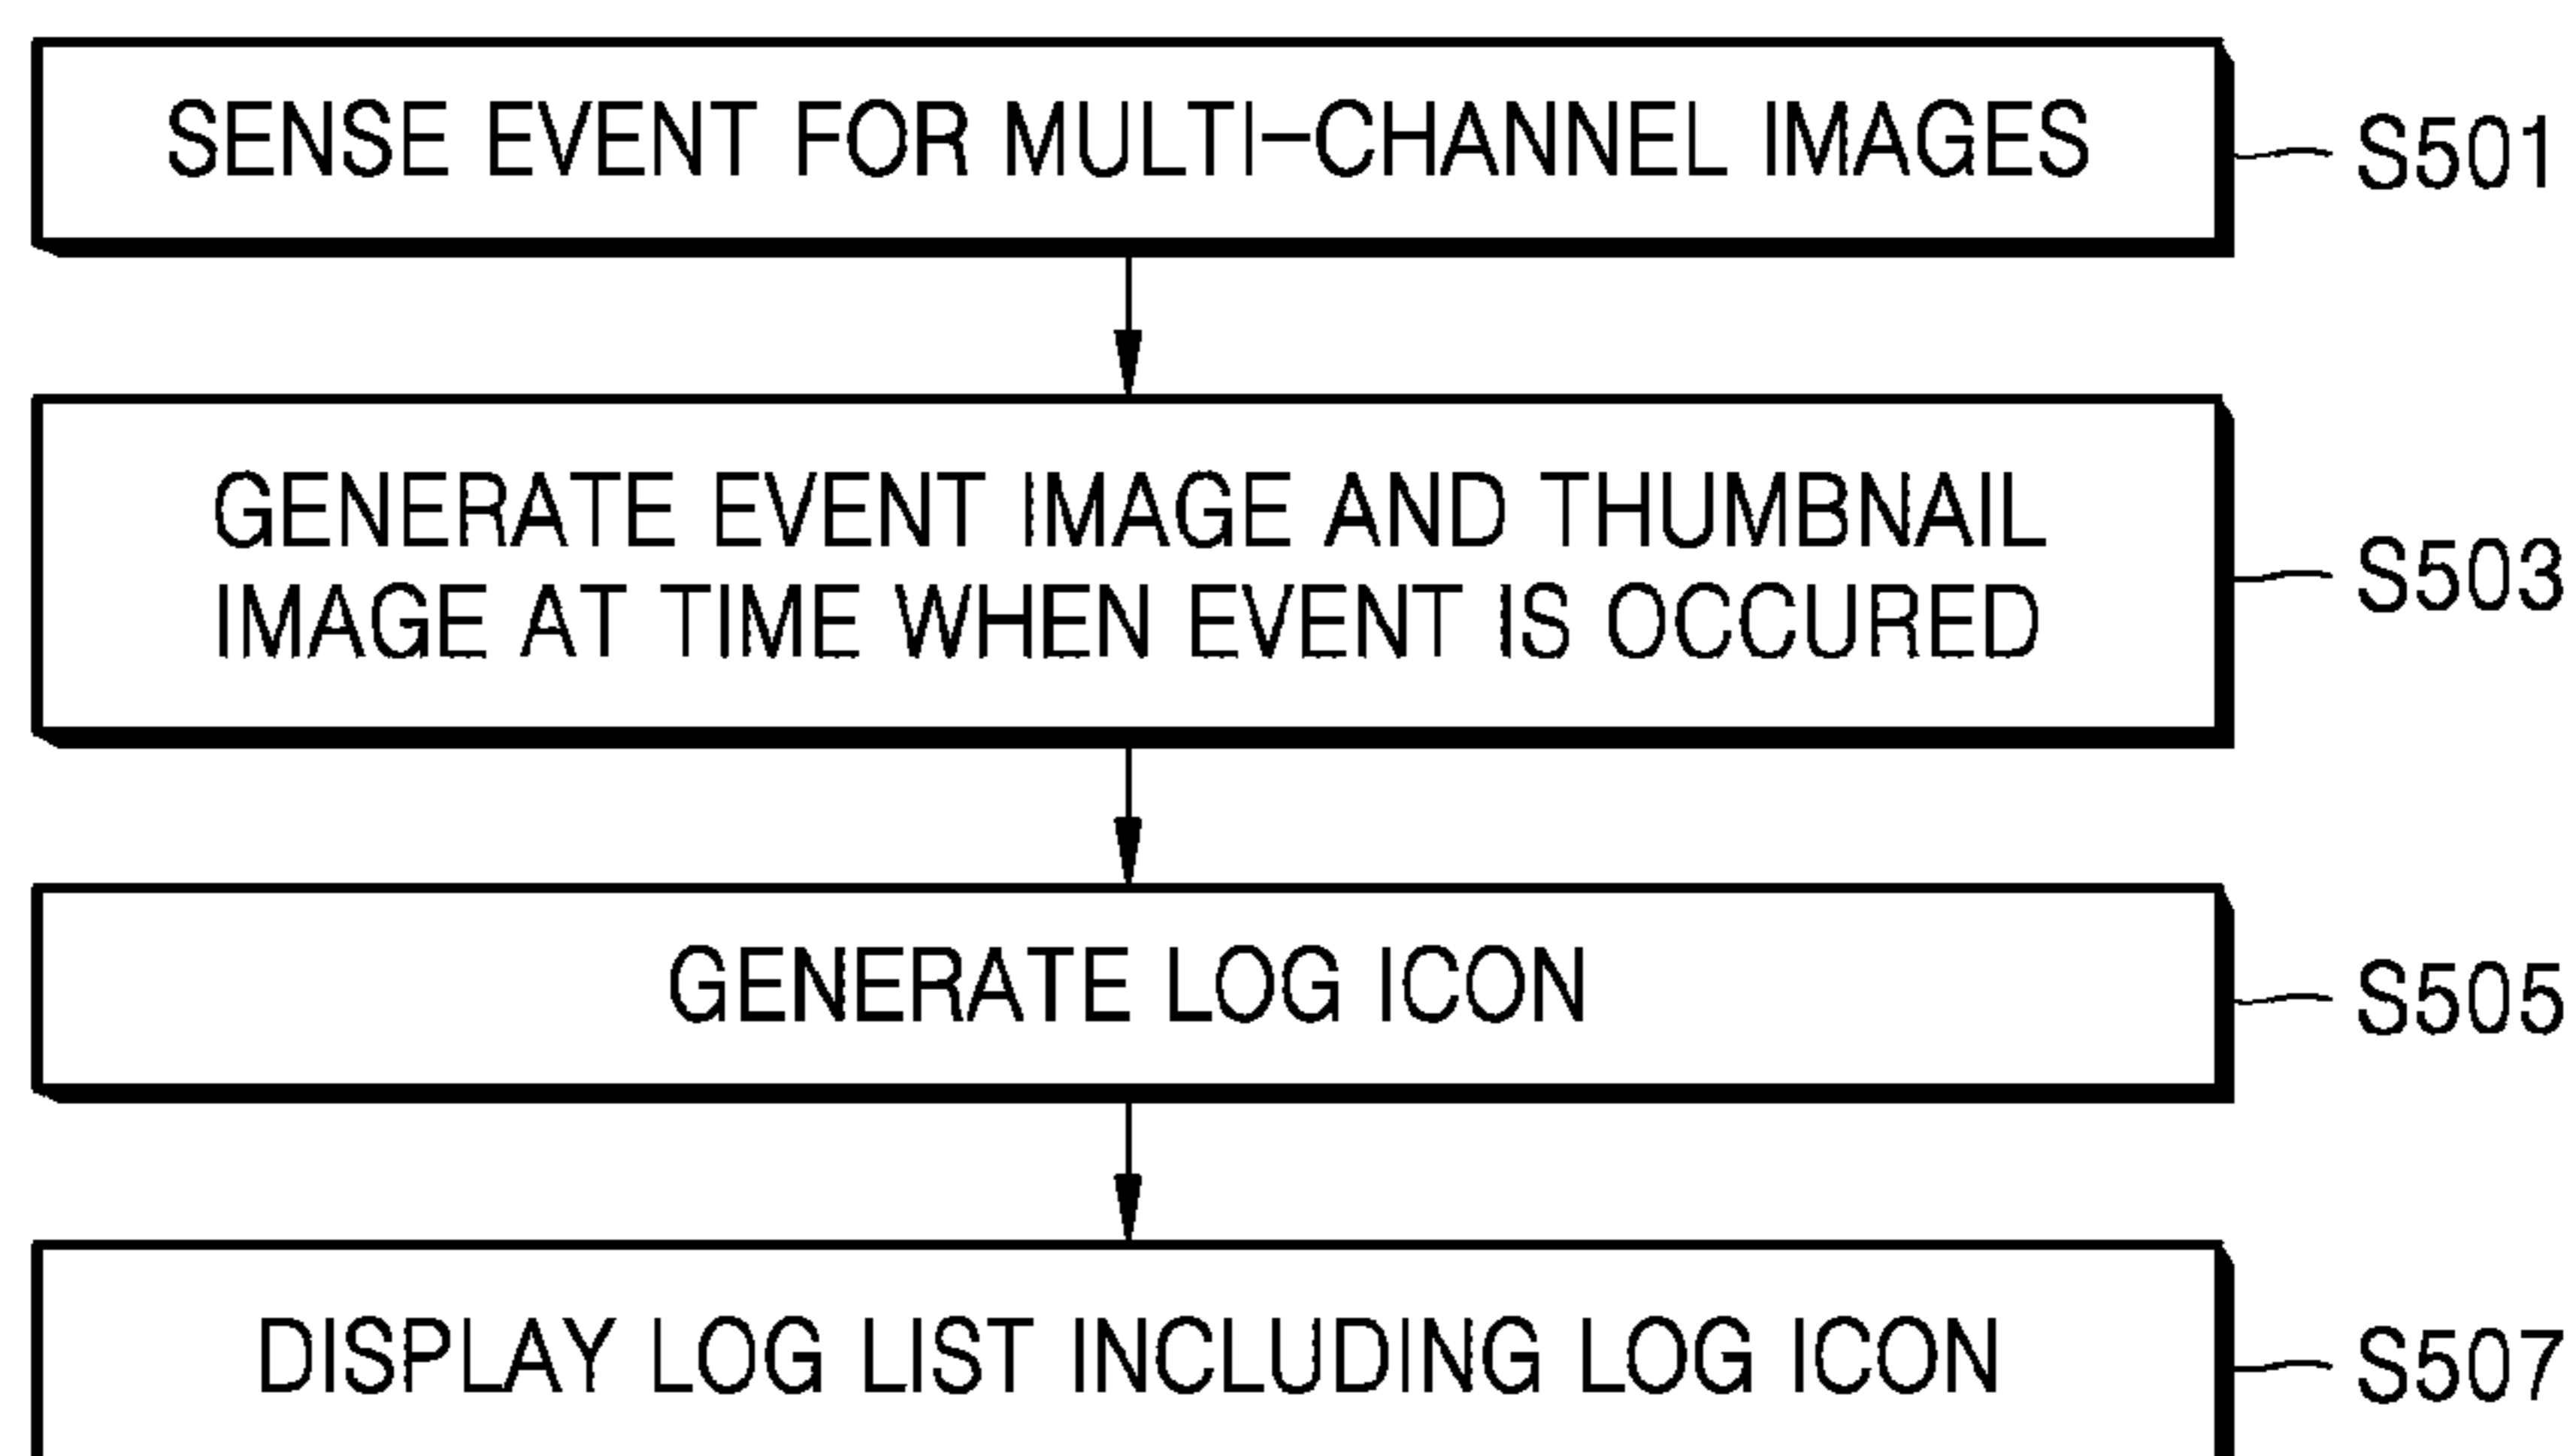 SENSE EVENT FOR MULTI-CHANNEL IMAGES
S501
GENERATE EVENT IMAGE AND THUMBNAIL
IMAGE AT TIME WHEN EVENT IS OCCURED
S503
GENERATE LOG ICON
S505
DISPLAY LOG LIST INCLUDING LOG ICON
S507